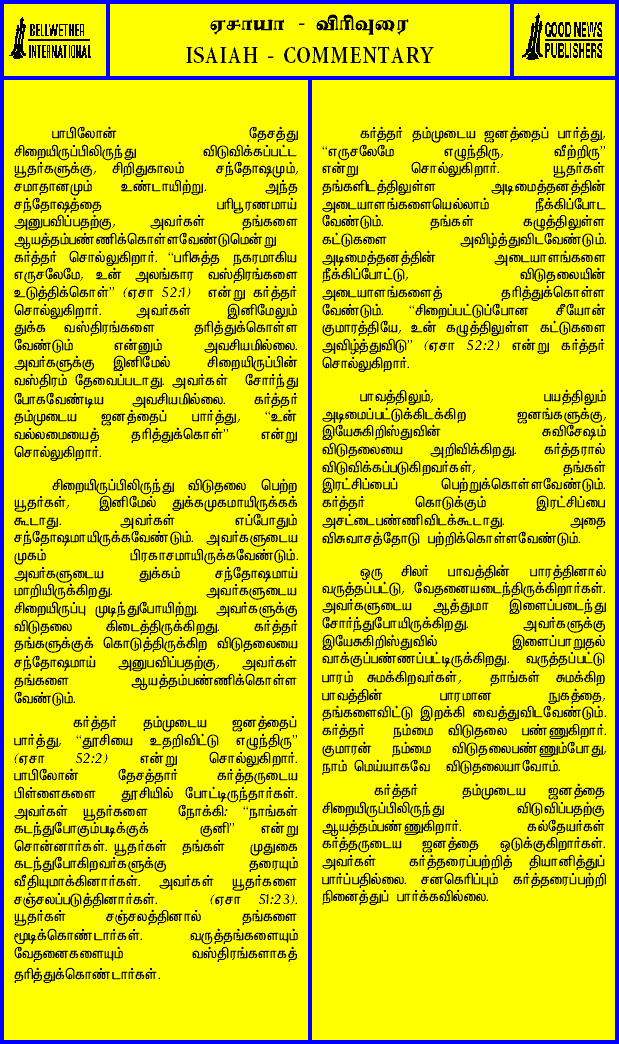 BELLWETHER
INTERNATIONAL
ஏசாயா - விரிவுரை
ISAIAH - COMMENTARY
GOOD NEWS
PUBLISHERS
பாபிலோன் தேசத்து
சிறையிருப்பிலிருந்து விடுவிக்கப்பட்ட
யூதர்களுக்கு, சிறிதுகாலம் சந்தோஷமும்,
சமாதானமும் உண்டாயிற்று. அந்த
சந்தோஷத்தை பரிபூரணமாய்
அனுபவிப்பதற்கு, அவர்கள் தங்களை
ஆயத்தம்பண்ணிக்கொள்ளவேண்டுமென்று
கர்த்தர் சொல்லுகிறார். “பரிசுத்த நகரமாகிய
எருசலேமே, உன் அலங்கார வஸ்திரங்களை
உடுத்திக்கொள்” (ஏசா 52:1) என்று கர்த்தர்
சொல்லுகிறார். அவர்கள் இனிமேலும்
துக்க வஸ்திரங்களை தரித்துக்கொள்ள
வேண்டும் என்னும் அவசியமில்லை.
அவர்களுக்கு இனிமேல் சிறையிருப்பின்
வஸ்திரம் தேவைப்படாது. அவர்கள் சோர்ந்து
போகவேண்டிய அவசியமில்லை. கர்த்தர்
தம்முடைய ஜனத்தைப் பார்த்து, “உன்
வல்லமையைத் தரித்துக்கொள்” என்று
சொல்லுகிறார்.
சிறையிருப்பிலிருந்து விடுதலை பெற்ற
யூதர்கள், இனிமேல் துக்கமுகமாயிருக்கக்
கூடாது. அவர்கள் எப்போதும்
சந்தோஷமாயிருக்கவேண்டும். அவர்களுடைய
முகம் பிரகாசமாயிருக்கவேண்டும்.
அவர்களுடைய துக்கம் சந்தோஷமாய்
மாறியிருக்கிறது. அவர்களுடைய
சிறையிருப்பு முடிந்துபோயிற்று. அவர்களுக்கு
விடுதலை கிடைத்திருக்கிறது. கர்த்தர்
தங்களுக்குக் கொடுத்திருக்கிற விடுதலையை
சந்தோஷமாய் அனுபவிப்பதற்கு, அவர்கள்
தங்களை ஆயத்தம்பண்ணிக்கொள்ள
வேண்டும்.
கர்த்தர் தம்முடைய ஜனத்தைப்
பார்த்து, “தூசியை உதறிவிட்டு எழுந்திரு”
(ஏசா 52:2) என்று சொல்லுகிறார்.
பாபிலோன் தேசத்தார் கர்த்தருடைய
பிள்ளைகளை தூசியில் போட்டிருந்தார்கள்.
அவர்கள் யூதர்களை நோக்கி: “நாங்கள்
கடந்துபோகும்படிக்குக் குனி” என்று
சொன்னார்கள். யூதர்கள் தங்கள் முதுகை
கடந்துபோகிறவர்களுக்கு தரையும்
வீதியுமாக்கினார்கள். அவர்கள் யூதர்களை
சஞ்சலப்படுத்தினார்கள். (ஏசா 51:23).
யூதர்கள் சஞ்சலத்தினால் தங்களை
மூடிக்கொண்டார்கள். வருத்தங்களையும்
வேதனைகளையும் வஸ்திரங்களாகத்
தரித்துக்கொண்டார்கள்.
கர்த்தர் தம்முடைய ஜனத்தைப் பார்த்து,
“எருசலேமே எழுந்திரு, வீற்றிரு”
என்று சொல்லுகிறார். யூதர்கள்
தங்களிடத்திலுள்ள அடிமைத்தனத்தின்
அடையாளங்களையெல்லாம் நீக்கிப்போட
வேண்டும். தங்கள் கழுத்திலுள்ள
கட்டுகளை அவிழ்த்துவிடவேண்டும்.
அடிமைத்தனத்தின் அடையாளங்களை
நீக்கிப்போட்டு, விடுதலையின்
அடையாளங்களைத் தரித்துக்கொள்ள
வேண்டும். “சிறைப்பட்டுப்போன சீயோன்
குமாரத்தியே, உன் கழுத்திலுள்ள கட்டுகளை
அவிழ்த்துவிடு” (ஏசா 52:2) என்று கர்த்தர்
சொல்லுகிறார்.
பாவத்திலும், பயத்திலும்
அடிமைப்பட்டுக்கிடக்கிற ஜனங்களுக்கு,
இயேசுகிறிஸ்துவின் சுவிசேஷம்
விடுதலையை அறிவிக்கிறது. கர்த்தரால்
விடுவிக்கப்படுகிறவர்கள், தங்கள்
இரட்சிப்பைப் பெற்றுக்கொள்ளவேண்டும்.
கர்த்தர் கொடுக்கும் இரட்சிப்பை
அசட்டைபண்ணிவிடக்கூடாது. அதை
விசுவாசத்தோடு பற்றிக்கொள்ளவேண்டும்.
ஒரு சிலர் பாவத்தின் பாரத்தினால்
வருத்தப்பட்டு, வேதனையடைந்திருக்கிறார்கள்.
அவர்களுடைய ஆத்துமா இளைப்படைந்து
சோர்ந்துபோயிருக்கிறது. அவர்களுக்கு
இயேசுகிறிஸ்துவில் இளைப்பாறுதல்
வாக்குப்பண்ணப்பட்டிருக்கிறது. வருத்தப்பட்டு
பாரம் சுமக்கிறவர்கள், தாங்கள் சுமக்கிற
பாவத்தின் பாரமான நுகத்தை,
தங்களைவிட்டு இறக்கி வைத்துவிடவேண்டும்.
கர்த்தர் நம்மை விடுதலை பண்ணுகிறார்.
குமாரன் நம்மை விடுதலைபண்ணும்போது,
நாம் மெய்யாகவே விடுதலையாவோம்.
கர்த்தர் தம்முடைய ஜனத்தை
சிறையிருப்பிலிருந்து விடுவிப்பதற்கு
ஆயத்தம்பண்ணுகிறார். கல்தேயர்கள்
கர்த்தருடைய ஜனத்தை ஒடுக்குகிறார்கள்.
அவர்கள் கர்த்தரைப்பற்றித் தியானித்துப்
பார்ப்பதில்லை. சனகெரிப்பும் கர்த்தரைப்பற்றி
நினைத்துப் பார்க்கவில்லை.